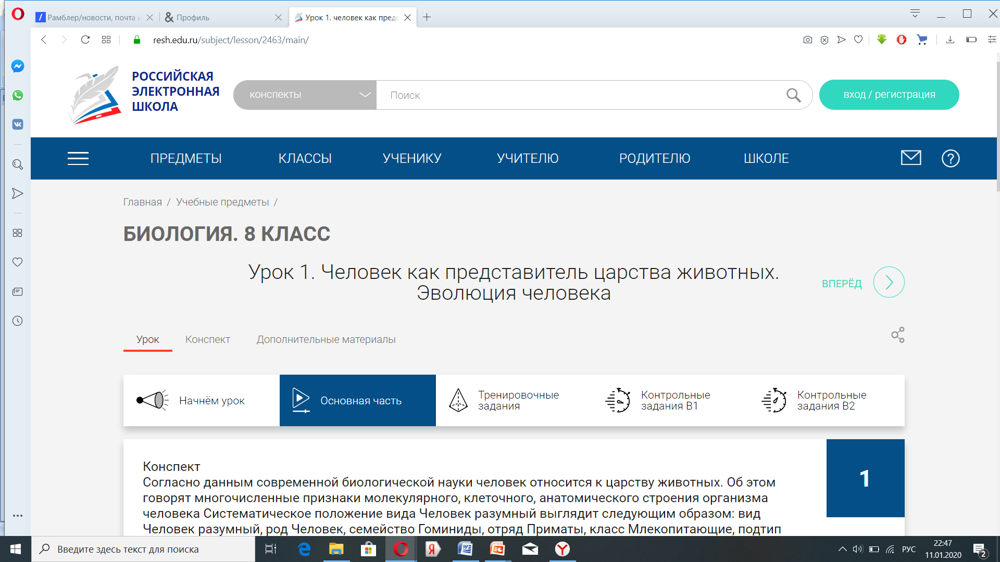 Рамблер/новости, почта и
Профиль
Урок 1. человек как предс
resh.edu.ru/subject/lesson/2463/main/
РОССИЙСКАЯ
ЭЛЕКТРОННАЯ
ШКОЛА
конспекты
Поиск
вход / регистрация
ПРЕДМЕТЫ КЛАССЫ УЧЕНИКУ УЧИТЕЛЮ РОДИТЕЛЮ ШКОЛЕ
Главная / Учебные предметы /
БИОЛОГИЯ. 8 КЛАСС
Урок 1. Человек как представитель царства животных.
Эволюция человека
ВПЕРЁД
Урок Конспект Дополнительные материалы
Начнём урок
Основная часть
Тренировочные
задания
Контрольные
задания В1
Контрольные
задания В2
1
Конспект
Согласно данным современной биологической науки человек относится к царству животных. Об этом
говорят многочисленные признаки молекулярного, клеточного, анатомического строения организма
человека Систематическое положение вида Человек разумный выглядит следующим образом: вид
Человек разумный, род Человек, семейство Гоминиды, отряд Приматы, класс Млекопитающие, подтип
Введите здесь текст для поиска
РУС
22:47
11.01.2020
2